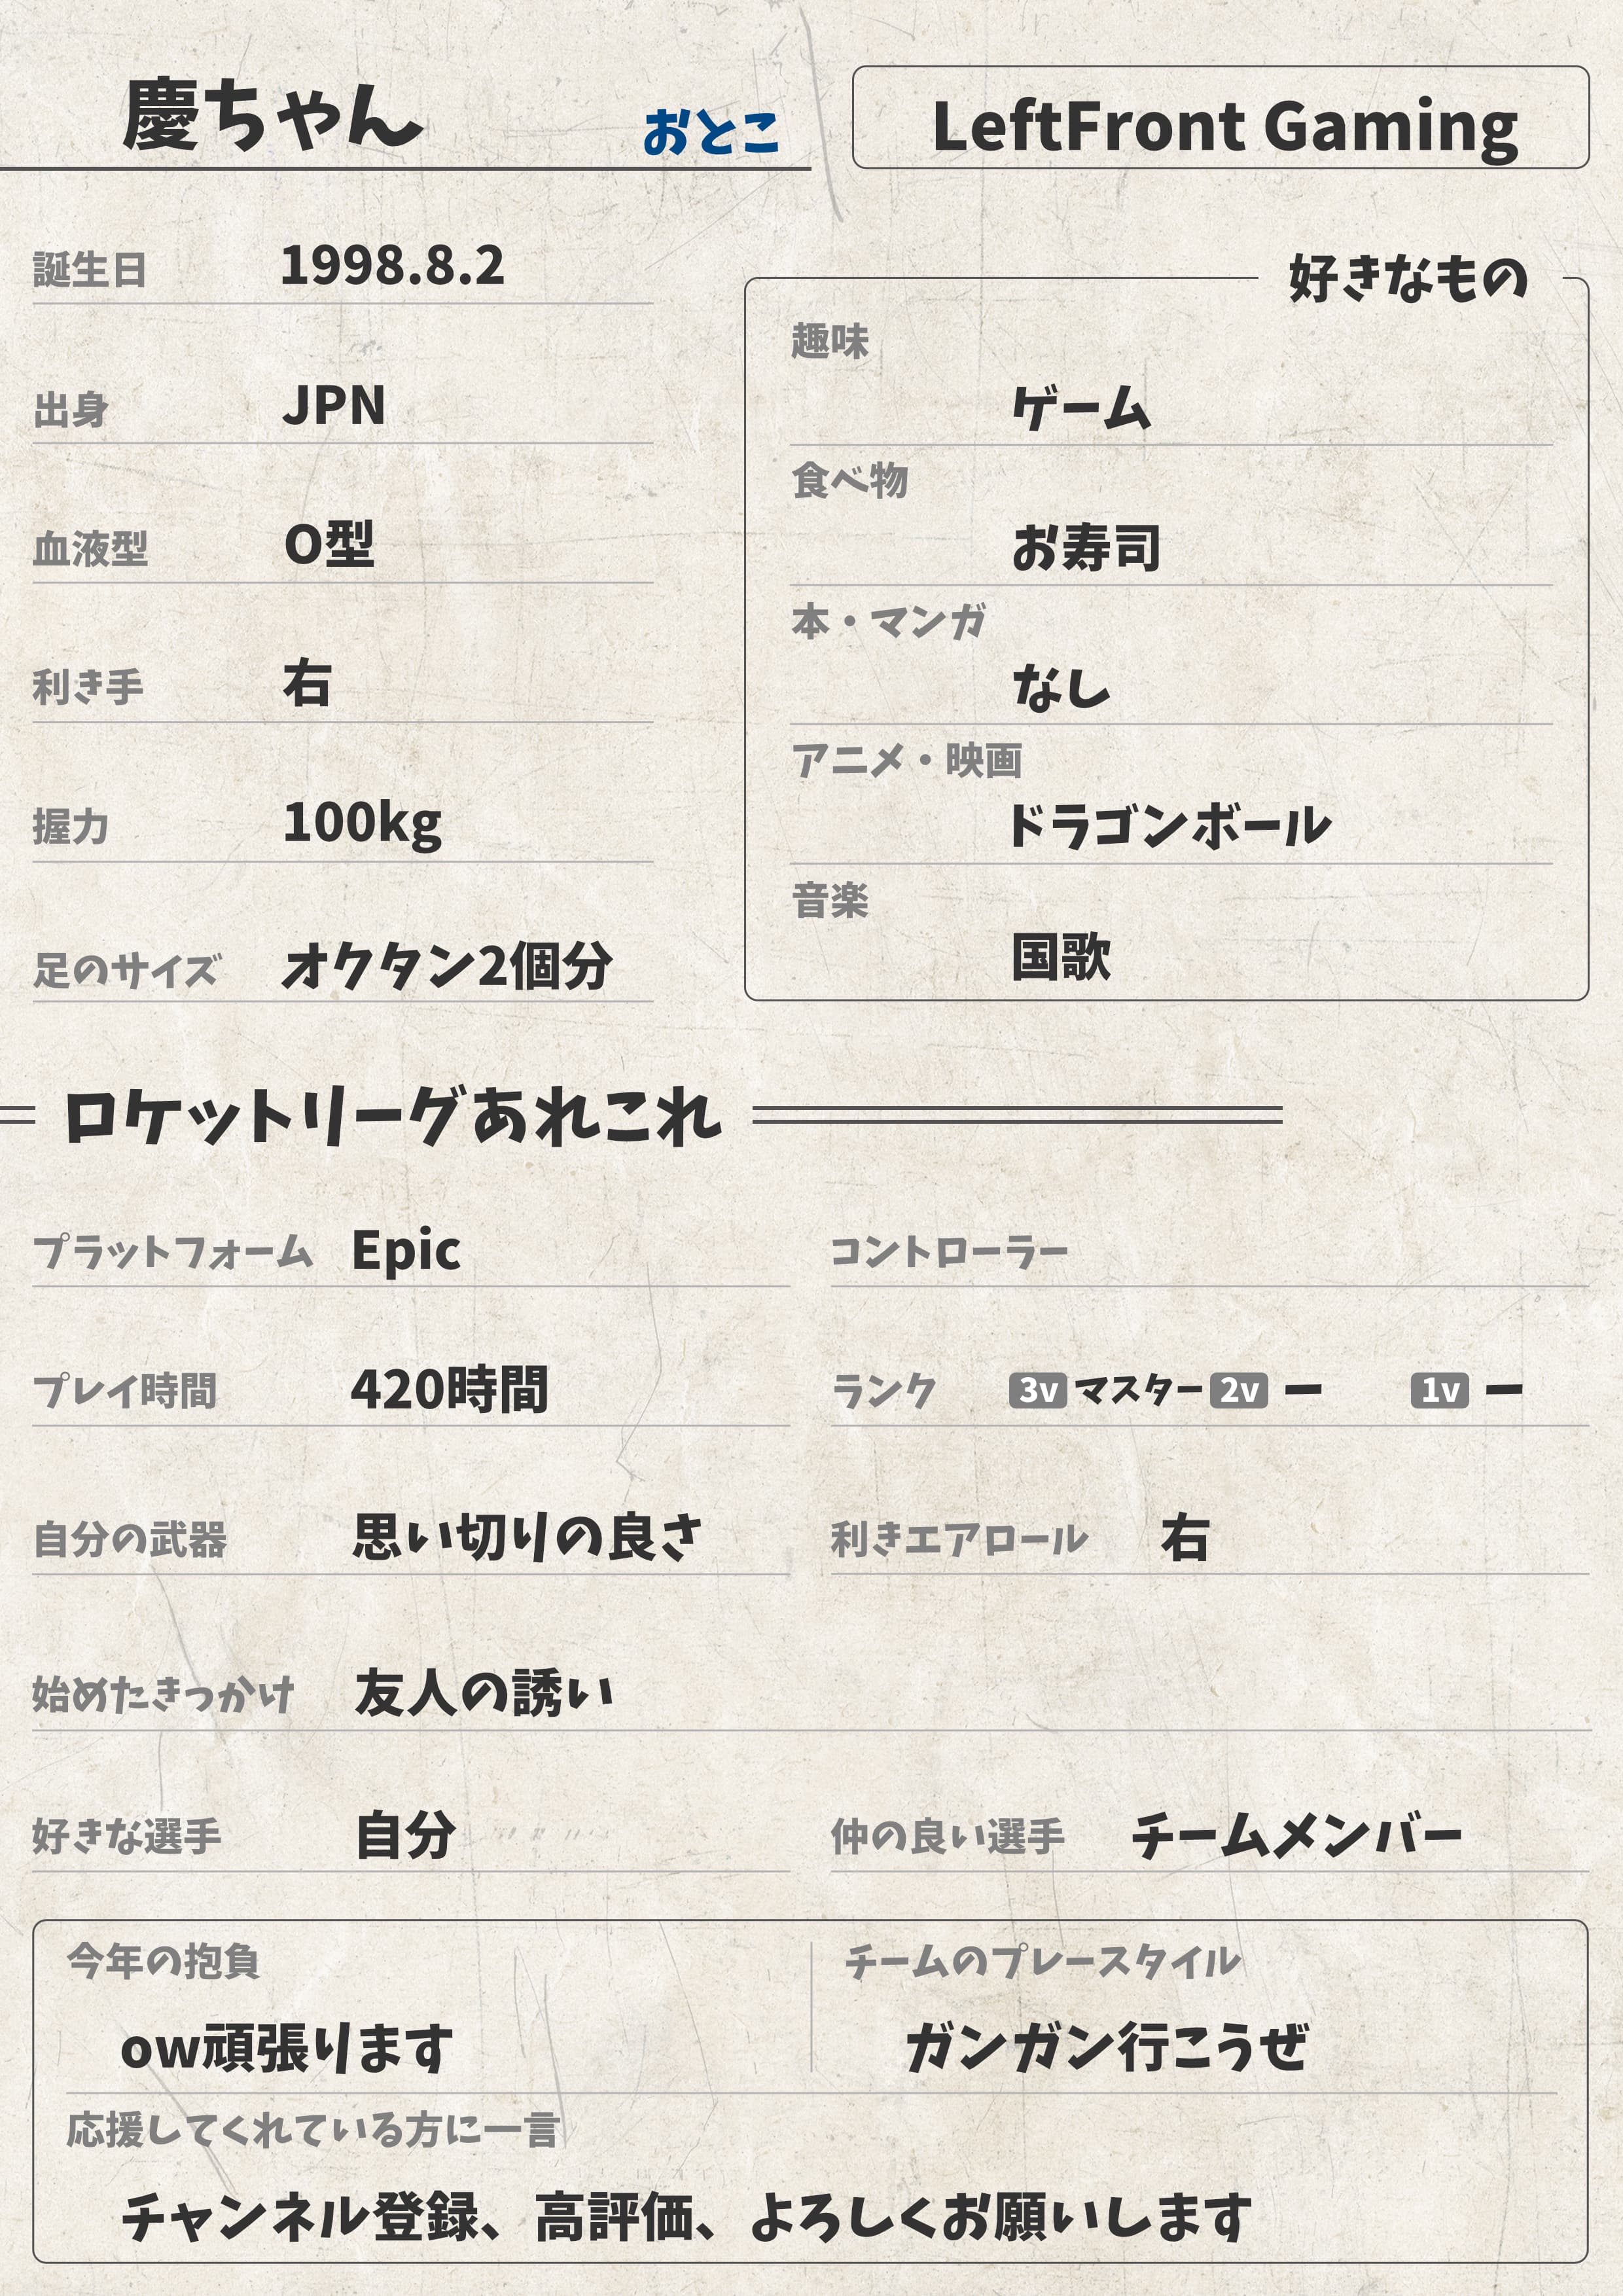 慶ちゃん おとこ
LeftFront Gaming
誕生日 1998.8.2
出身 JPN
血液型 O型
利き手 右
握力 100kg
足のサイズ オクタン2個分
好きなもの
趣味
ゲーム
食べ物
お寿司
本・マンガ
なし
アニメ・映画
ドラゴンボール
音楽
国歌
ロケットリーグあれこれ
プラットフォーム Epic
コントローラー
プレイ時間 420時間
ランク 3v マスター 2v ー 1v ー
自分の武器 思い切りの良さ
利きエアロール 右
始めたきっかけ 友人の誘い
好きな選手 自分
仲の良い選手 チームメンバー
今年の抱負
ow頑張ります
チームのプレースタイル
ガンガン行こうぜ
応援してくれている方に一言
チャンネル登録、高評価、よろしくお願いします